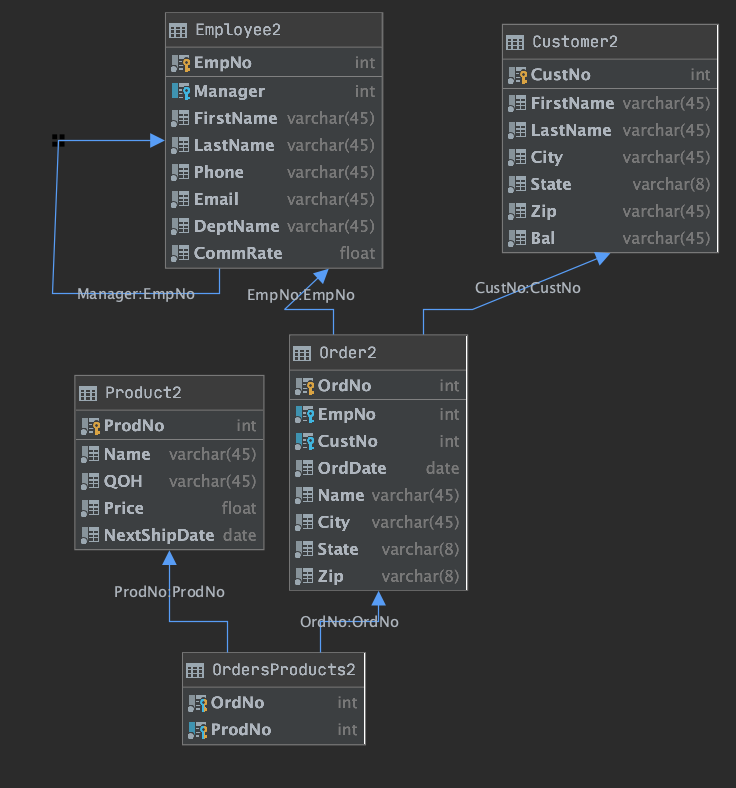 Employee2
EmpNo int
Manager int
FirstName varchar(45)
LastName varchar(45)
Phone varchar(45)
Email varchar(45)
DeptName varchar(45)
CommRate float
Customer2
CustNo int
FirstName varchar(45)
LastName varchar(45)
City varchar(45)
State varchar(8)
Zip varchar(45)
Bal varchar(45)
Manager:EmpNo
EmpNo:EmpNo
CustNo:CustNo
Order2
OrdNo int
EmpNo int
CustNo int
OrdDate date
Name varchar(45)
City varchar(45)
State varchar(8)
Zip varchar(8)
Product2
ProdNo int
Name varchar(45)
QOH varchar(45)
Price float
NextShipDate date
ProdNo:ProdNo
OrdNo:OrdNo
OrdersProducts2
OrdNo int
ProdNo int